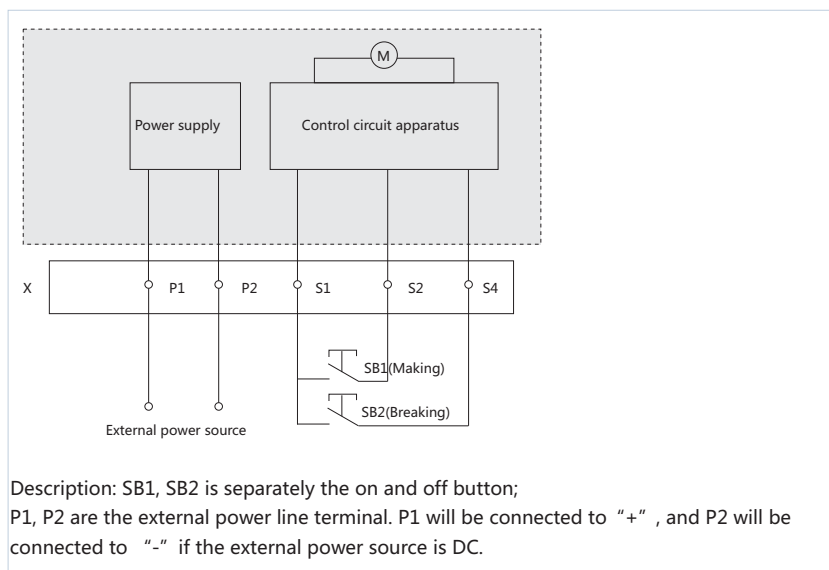 M
Power supply
Control circuit apparatus
X
P1
P2
S1
S2
S4
SB1(Making)
SB2(Breaking)
External power source
Description: SB1, SB2 is separately the on and off button;
P1, P2 are the external power line terminal. P1 will be connected to “+”, and P2 will be
connected to “-” if the external power source is DC.